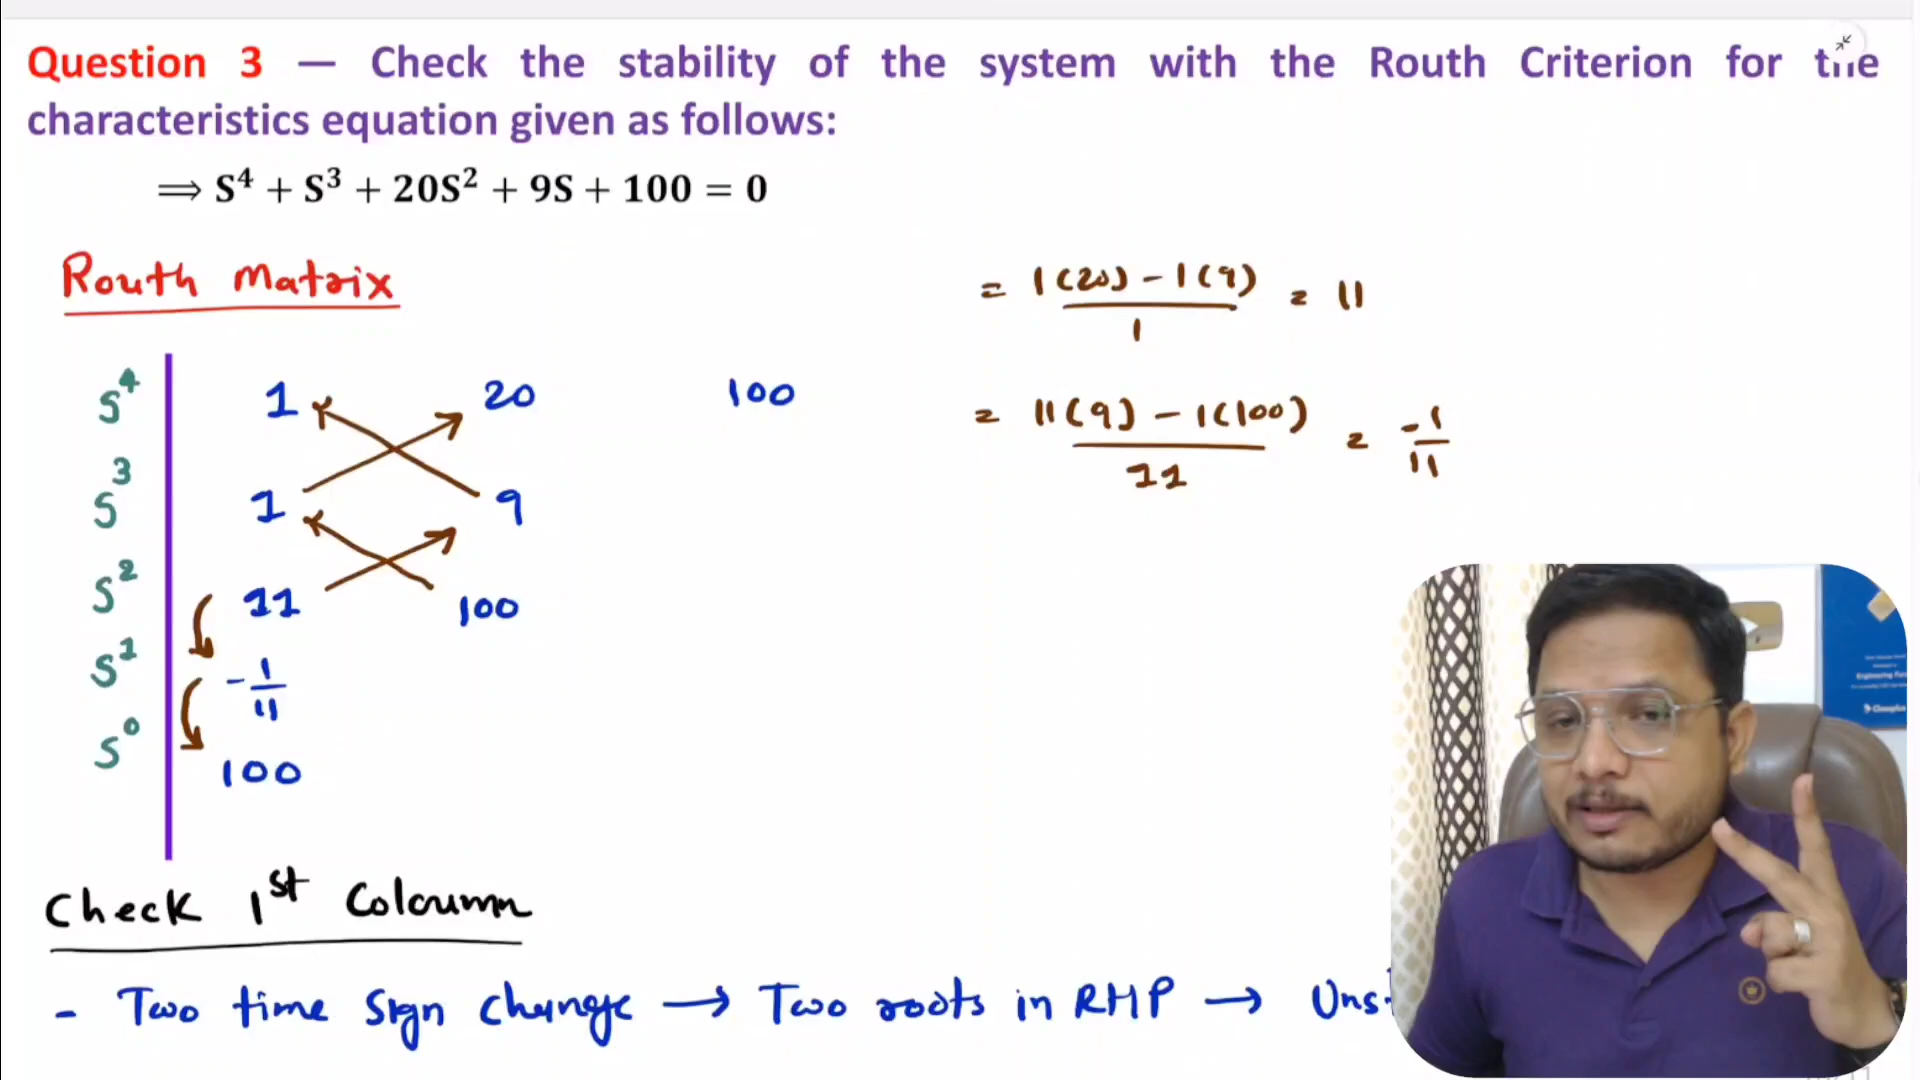 Question 3 — Check the stability of the system with the Routh Criterion for the
characteristics equation given as follows:
⟹ S⁴ + S³ + 20S² + 9S + 100 = 0
Routh Matrix
= 1(20) - 1(9) / 1 = 11
S⁴ 1 20 100
= 11(9) - 1(100) / 11 = -1/11
S³ 1 9
S² 11 100
S¹ -1/11
S⁰ 100
Check 1st Coloumn
- Two time Sign change → Two roots in RHP → Uns